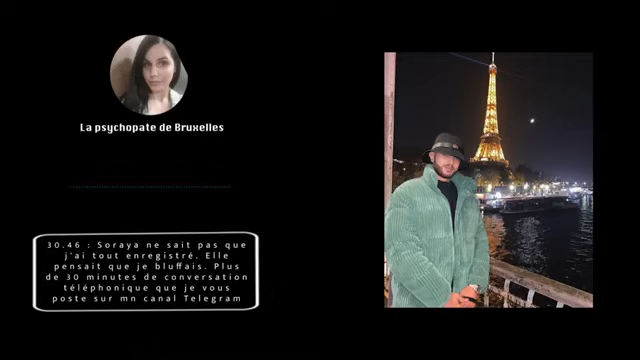 La psychopate de Bruxelles
30.46 : Soraya ne sait pas que
j'ai tout enregistré. Elle
pensait que je bluffais. Plus
de 30 minutes de conversation
téléphonique que je vous
poste sur mn canal Telegram